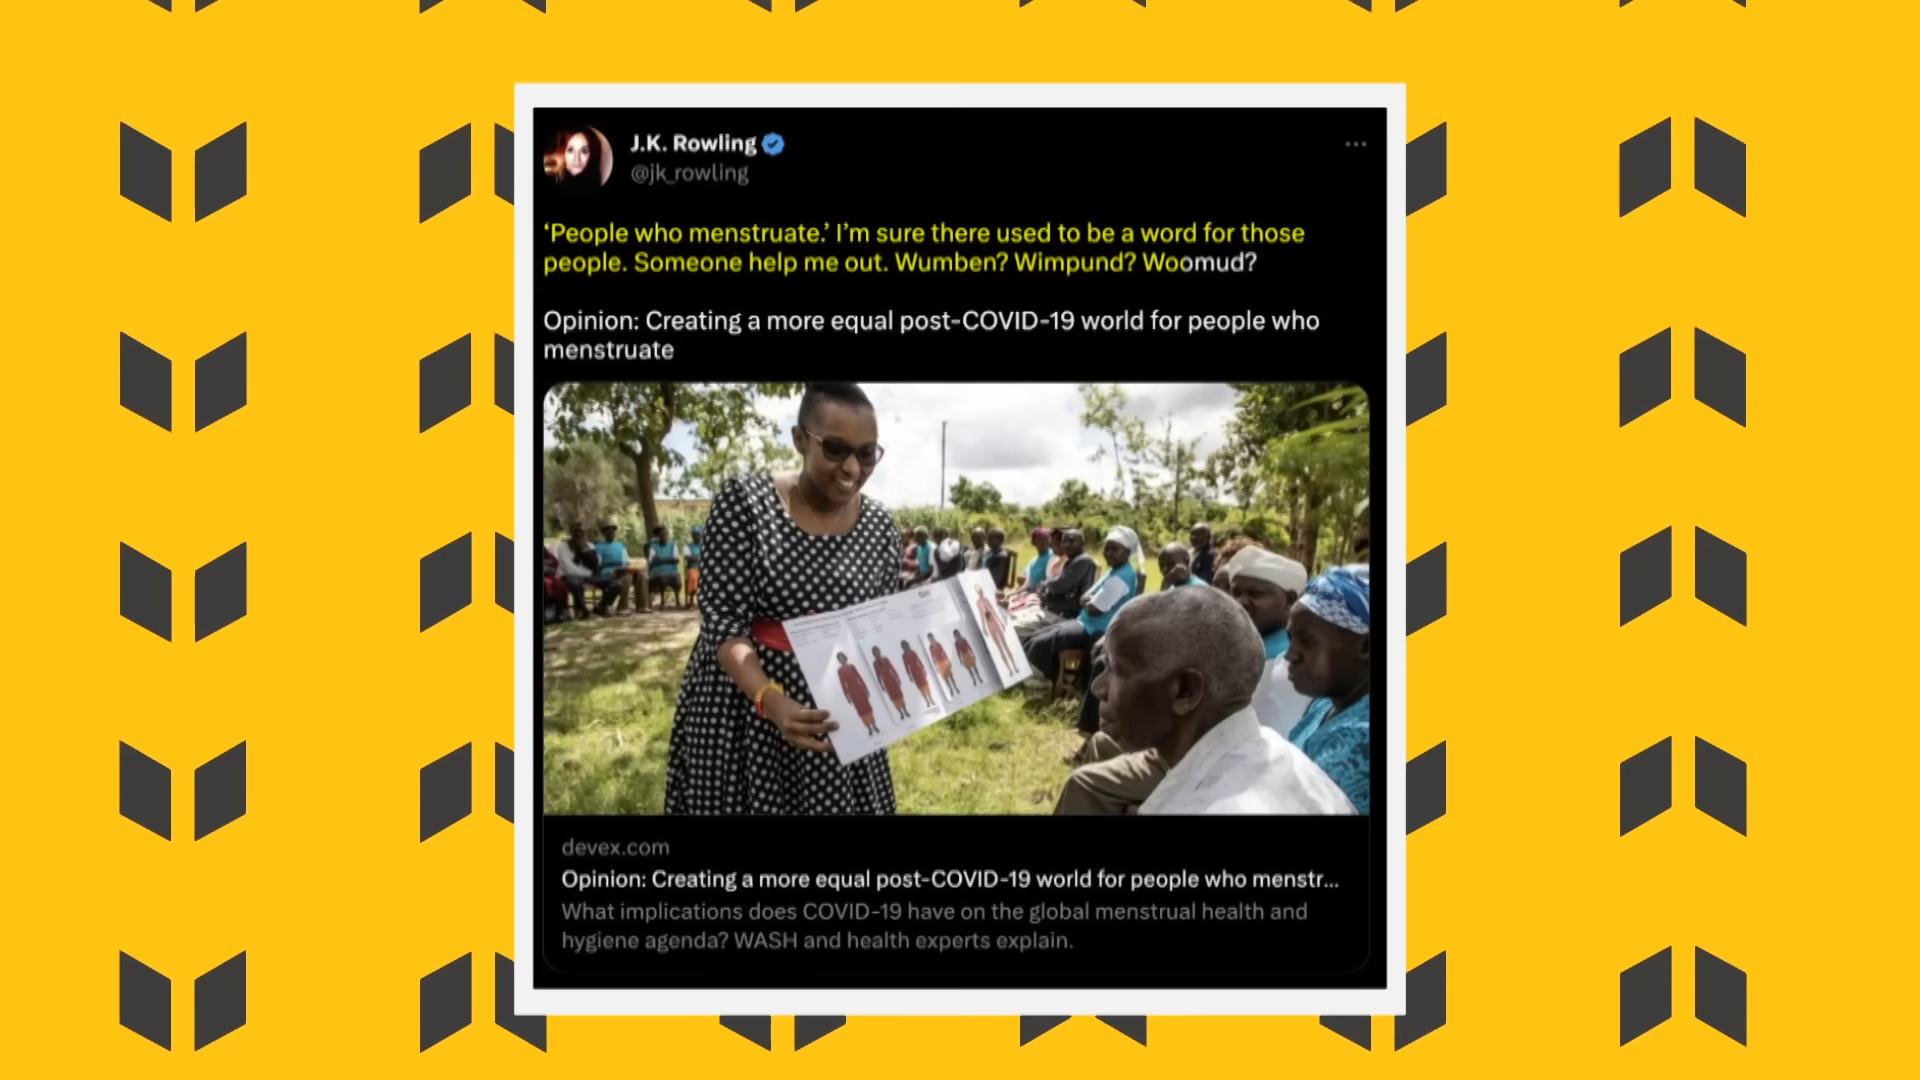 J.K. Rowling
@jk_rowling
‘People who menstruate.’ I’m sure there used to be a word for those
people. Someone help me out. Wumben? Wimpund? Woomud?
Opinion: Creating a more equal post-COVID-19 world for people who
menstruate
devex.com
Opinion: Creating a more equal post-COVID-19 world for people who menstr...
What implications does COVID-19 have on the global menstrual health and
hygiene agenda? WASH and health experts explain.